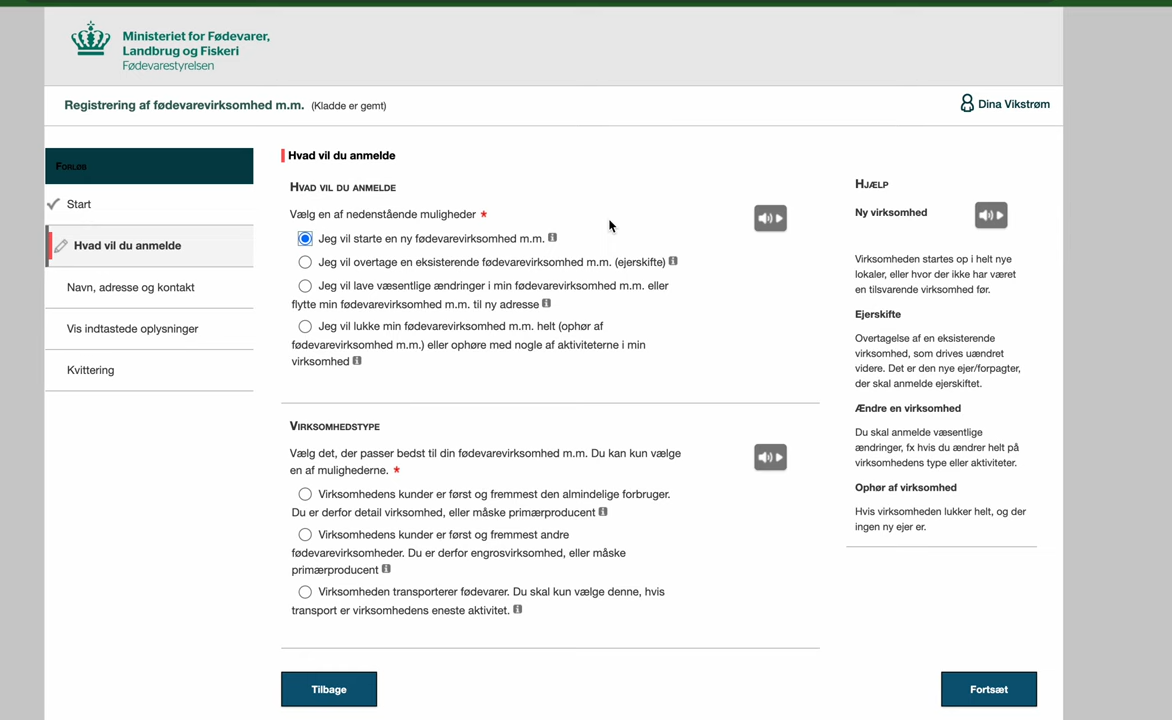 Ministeriet for Fødevarer,
Landbrug og Fiskeri
Fødevarestyrelsen
Registrering af fødevarevirksomhed m.m. (Kladde er gemt)
Dina Vikstrøm
Forløb
Start
Hvad vil du anmelde
Navn, adresse og kontakt
Vis indtastede oplysninger
Kvittering
Hvad vil du anmelde
Hvad vil du anmelde
Vælg en af nedenstående muligheder *
Jeg vil starte en ny fødevarevirksomhed m.m.
Jeg vil overtage en eksisterende fødevarevirksomhed m.m. (ejerskifte)
Jeg vil lave væsentlige ændringer i min fødevarevirksomhed m.m. eller
flytte min fødevarevirksomhed m.m. til ny adresse
Jeg vil lukke min fødevarevirksomhed m.m. helt (ophør af
fødevarevirksomhed m.m.) eller ophøre med nogle af aktiviteterne i min
virksomhed
Virksomhedstype
Vælg det, der passer bedst til din fødevarevirksomhed m.m. Du kan kun vælge
en af mulighederne. *
Virksomhedens kunder er først og fremmest den almindelige forbruger.
Du er derfor detail virksomhed, eller måske primærproducent
Virksomhedens kunder er først og fremmest andre
fødevarevirksomheder. Du er derfor engrosvirksomhed, eller måske
primærproducent
Virksomheden transporterer fødevarer. Du skal kun vælge denne, hvis
transport er virksomhedens eneste aktivitet.
Tilbage
Fortsæt
Hjælp
Ny virksomhed
Virksomheden startes op i helt nye
lokaler, eller hvor der ikke har været
en tilsvarende virksomhed før.
Ejerskifte
Overtagelse af en eksisterende
virksomhed, som drives uændret
videre. Det er den nye ejer/forpagter,
der skal anmelde ejerskiftet.
Ændre en virksomhed
Du skal anmelde væsentlige
ændringer, fx hvis du ændrer helt på
virksomhedens type eller aktiviteter.
Ophør af virksomhed
Hvis virksomheden lukker helt, og der
ingen ny ejer er.